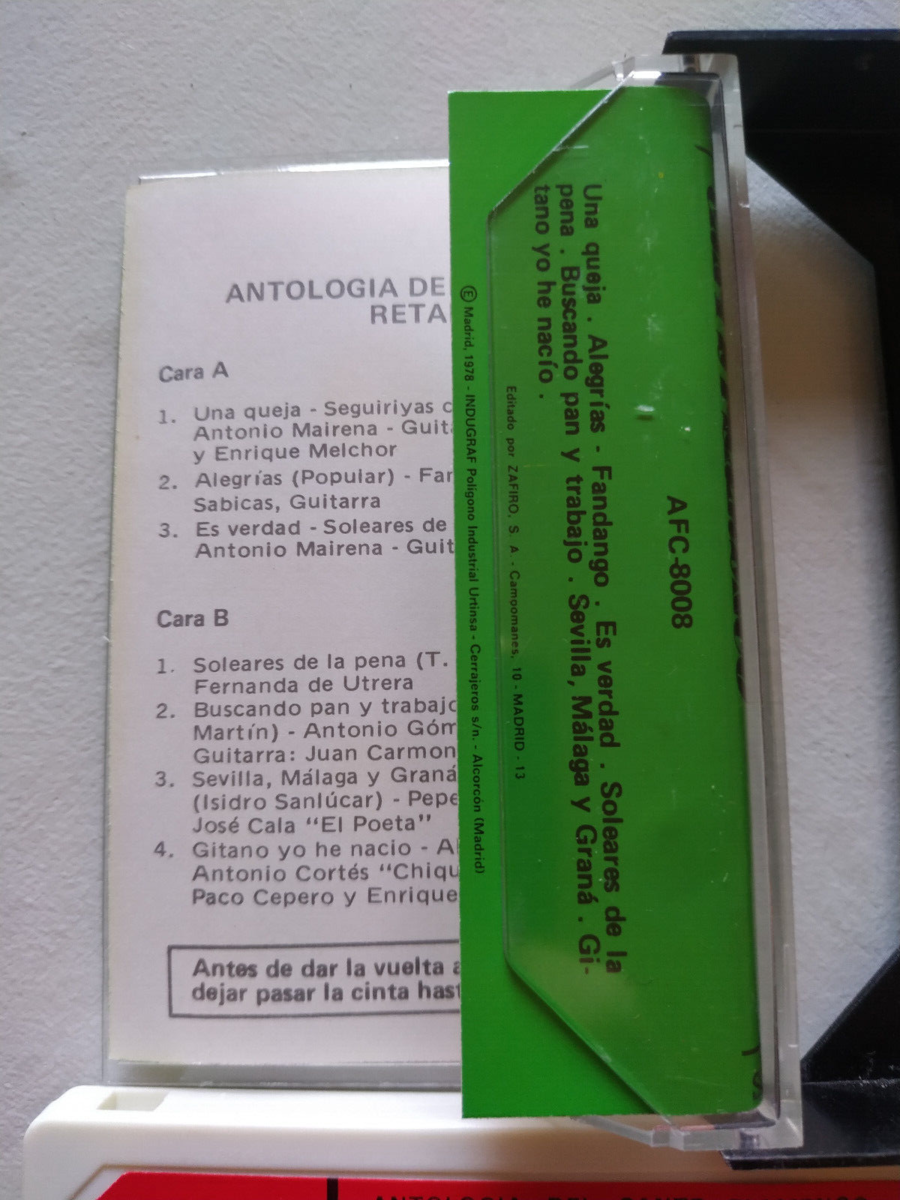 ANTOLOGIA DE
RETA
Cara A
1. Una queja - Seguiriyas
Antonio Mairena - Guit
y Enrique Melchor
2. Alegrías (Popular) - Fan
Sabicas, Guitarra
3. Es verdad - Soleares de
Antonio Mairena - Guit
Cara B
1. Soleares de la pena (T.
Fernanda de Utrera
2. Buscando pan y trabajo
Martín) - Antonio Góm
Guitarra: Juan Carmon
3. Sevilla, Málaga y Graná
(Isidro Sanlúcar) - Pepe
José Cala “El Poeta”
4. Gitano yo he nacio - A
Antonio Cortés “Chiqu
Paco Cepero y Enrique
Antes de dar la vuelta a
dejar pasar la cinta hast
AFC-8008
Una queja . Alegrías - Fandango . Es verdad . Soleares de la
pena . Buscando pan y trabajo . Sevilla, Málaga y Graná . Gi-
tano yo he nacío .
Editado por ZAFIRO, S. A. - Camoomanes, 10 - MADRID - 13
Ⓔ Madrid, 1978 - INDUGRAF Poligono Industrial Urtinsa - Cerrajeros s/n. - Alcorcón (Madrid)